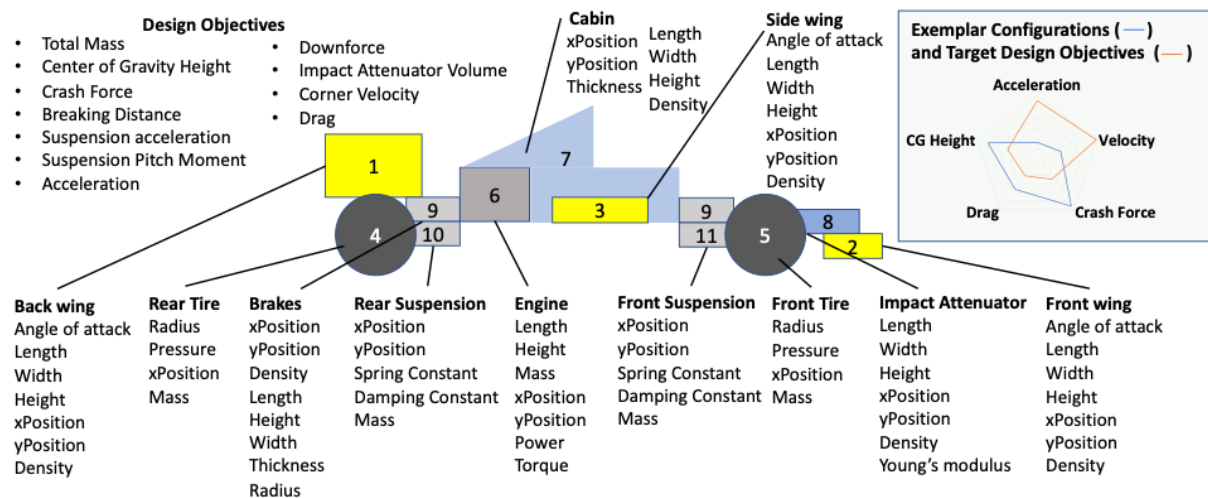 Design Objectives
• Total Mass
• Center of Gravity Height
• Crash Force
• Breaking Distance
• Suspension acceleration
• Suspension Pitch Moment
• Acceleration
• Downforce
• Impact Attenuator Volume
• Corner Velocity
• Drag
Cabin
xPosition
yPosition
Thickness
Length
Width
Height
Density
Side wing
Angle of attack
Length
Width
Height
xPosition
yPosition
Density
Exemplar Configurations ( — )
and Target Design Objectives ( — )
Acceleration
CG Height
Velocity
Drag
Crash Force
1
7
6
3
9
9
8
4
10
11
5
2
Back wing
Angle of attack
Length
Width
Height
xPosition
yPosition
Density
Rear Tire
Radius
Pressure
xPosition
Mass
Brakes
xPosition
yPosition
Density
Length
Height
Width
Thickness
Radius
Rear Suspension
xPosition
yPosition
Spring Constant
Damping Constant
Mass
Engine
Length
Height
Mass
xPosition
yPosition
Power
Torque
Front Suspension
xPosition
yPosition
Spring Constant
Damping Constant
Mass
Front Tire
Radius
Pressure
xPosition
Mass
Impact Attenuator
Length
Width
Height
xPosition
yPosition
Density
Young's modulus
Front wing
Angle of attack
Length
Width
Height
xPosition
yPosition
Density